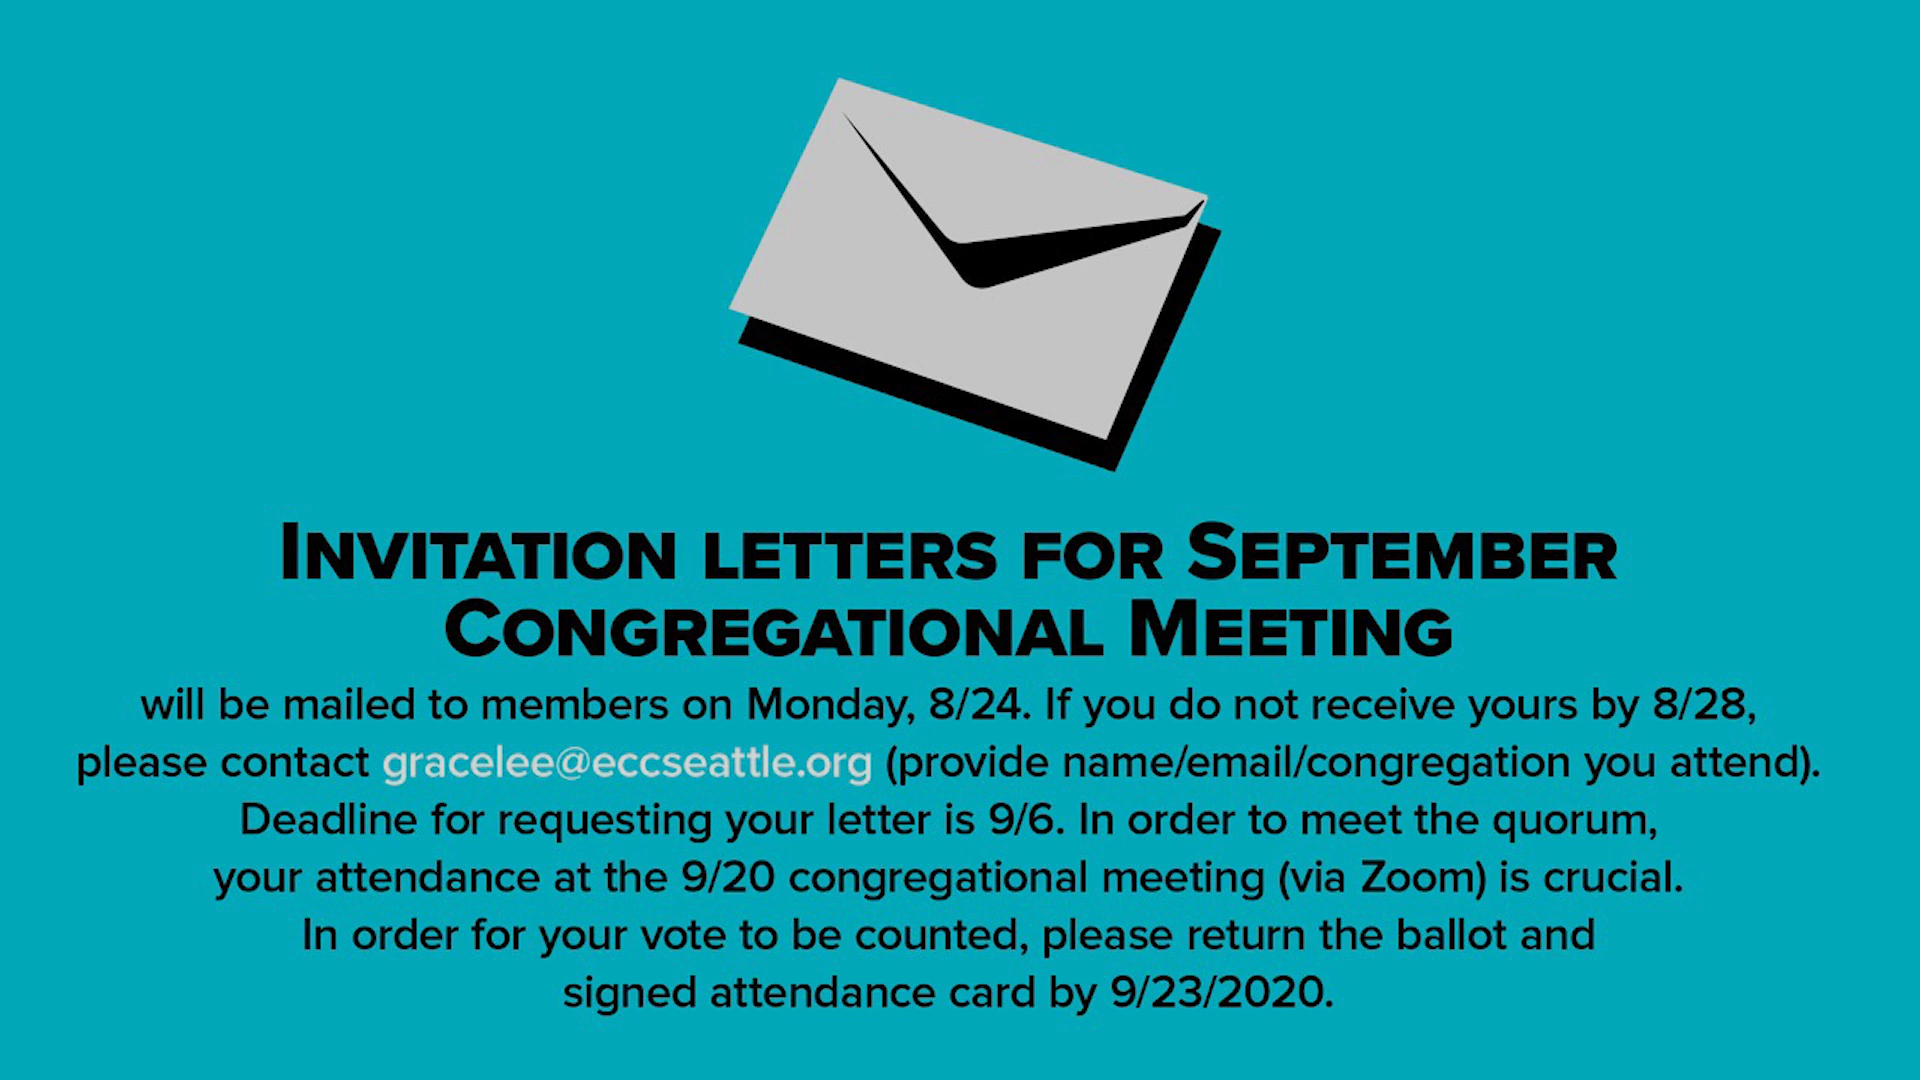 Invitation letters for September
Congregational Meeting
will be mailed to members on Monday, 8/24. If you do not receive yours by 8/28,
please contact gracelee@eccseattle.org (provide name/email/congregation you attend).
Deadline for requesting your letter is 9/6. In order to meet the quorum,
your attendance at the 9/20 congregational meeting (via Zoom) is crucial.
In order for your vote to be counted, please return the ballot and
signed attendance card by 9/23/2020.